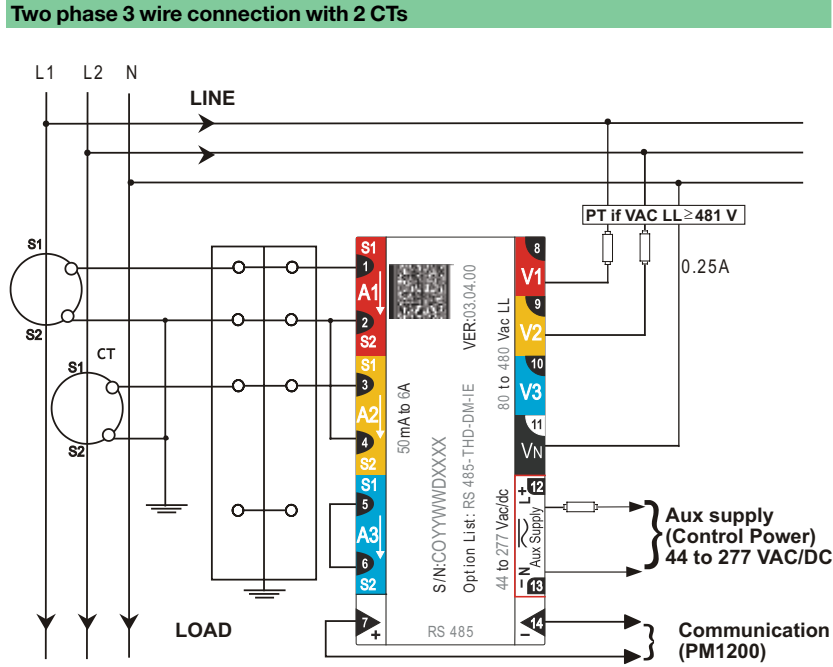 Two phase 3 wire connection with 2 CTs
L1 L2 N
LINE
PT if VAC LL ≥ 481 V
0.25A
S1
S2
CT
S1
S2
S1
1
A1
2
S2
S1
3
A2
4
S2
S1
5
A3
6
S2
7
+
50mA to 6A
S/N:COYYWWDXXXX
Option List: RS 485-THD-DM-IE
VER:03.04.00
80 to 480 Vac LL
44 to 277 Vac/dc
RS 485
8
V1
9
V2
10
V3
11
VN
12
L+
Aux Supply
– N
13
14
–
Aux supply
(Control Power)
44 to 277 VAC/DC
Communication
(PM1200)
LOAD